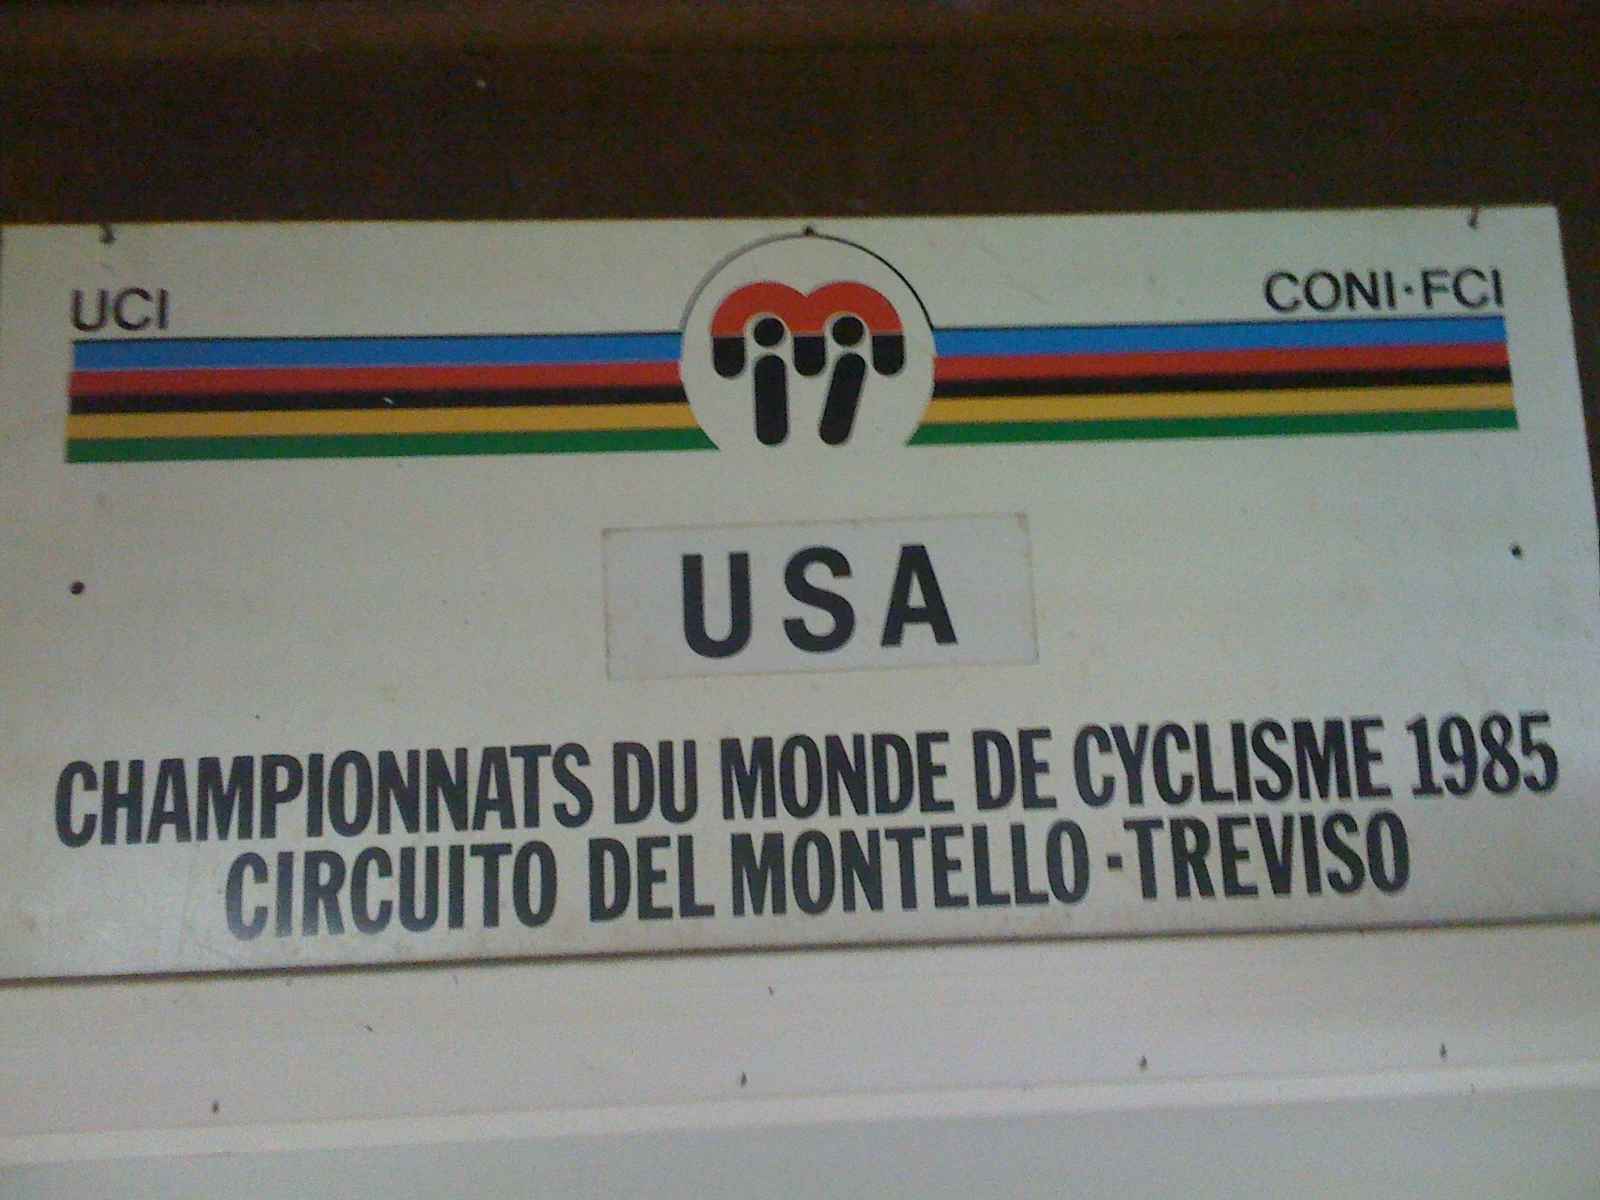 UCI CONI·FCI
USA
CHAMPIONNATS DU MONDE DE CYCLISME 1985
CIRCUITO DEL MONTELLO-TREVISO